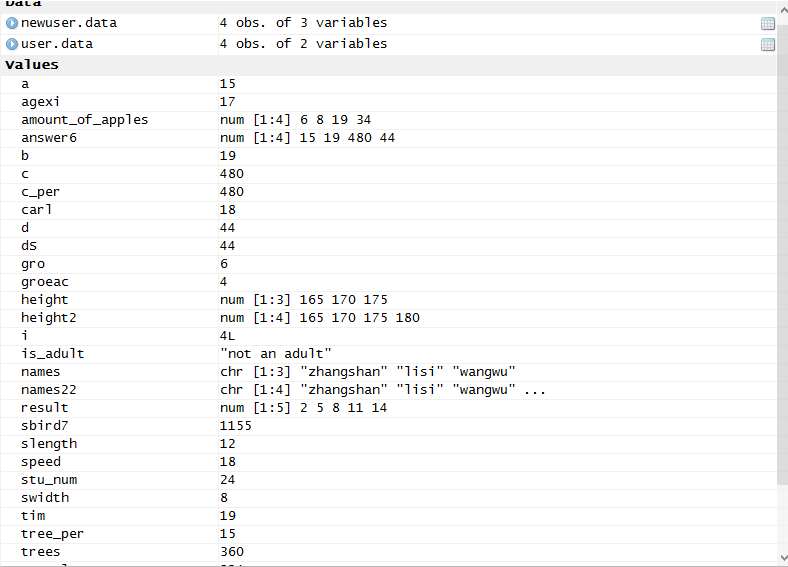 Data
newuser.data 4 obs. of 3 variables
user.data 4 obs. of 2 variables
Values
a 15
agexi 17
amount_of_apples num [1:4] 6 8 19 34
answer6 num [1:4] 15 19 480 44
b 19
c 480
c_per 480
carl 18
d 44
dS 44
gro 6
groeac 4
height num [1:3] 165 170 175
height2 num [1:4] 165 170 175 180
i 4L
is_adult "not an adult"
names chr [1:3] "zhangshan" "lisi" "wangwu"
names22 chr [1:4] "zhangshan" "lisi" "wangwu" ...
result num [1:5] 2 5 8 11 14
sbird7 1155
slength 12
speed 18
stu_num 24
swidth 8
tim 19
tree_per 15
trees 360